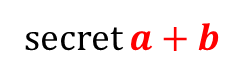 secret a + b